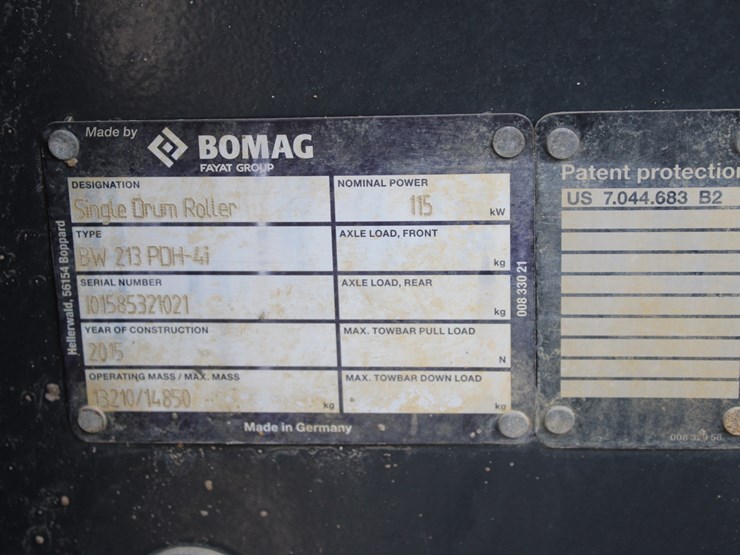 Made by
BOMAG
FAYAT GROUP
DESIGNATION
Single Drum Roller
NOMINAL POWER
115 kW
TYPE
BW 213 PDH-4i
AXLE LOAD, FRONT
kg
SERIAL NUMBER
101585321021
AXLE LOAD, REAR
kg
YEAR OF CONSTRUCTION
2015
MAX. TOWBAR PULL LOAD
N
OPERATING MASS / MAX. MASS
13210/14850 kg
MAX. TOWBAR DOWN LOAD
kg
Made in Germany
Hellerwald, 56154 Boppard
008 330 21
Patent protection
US 7.044.683 B2